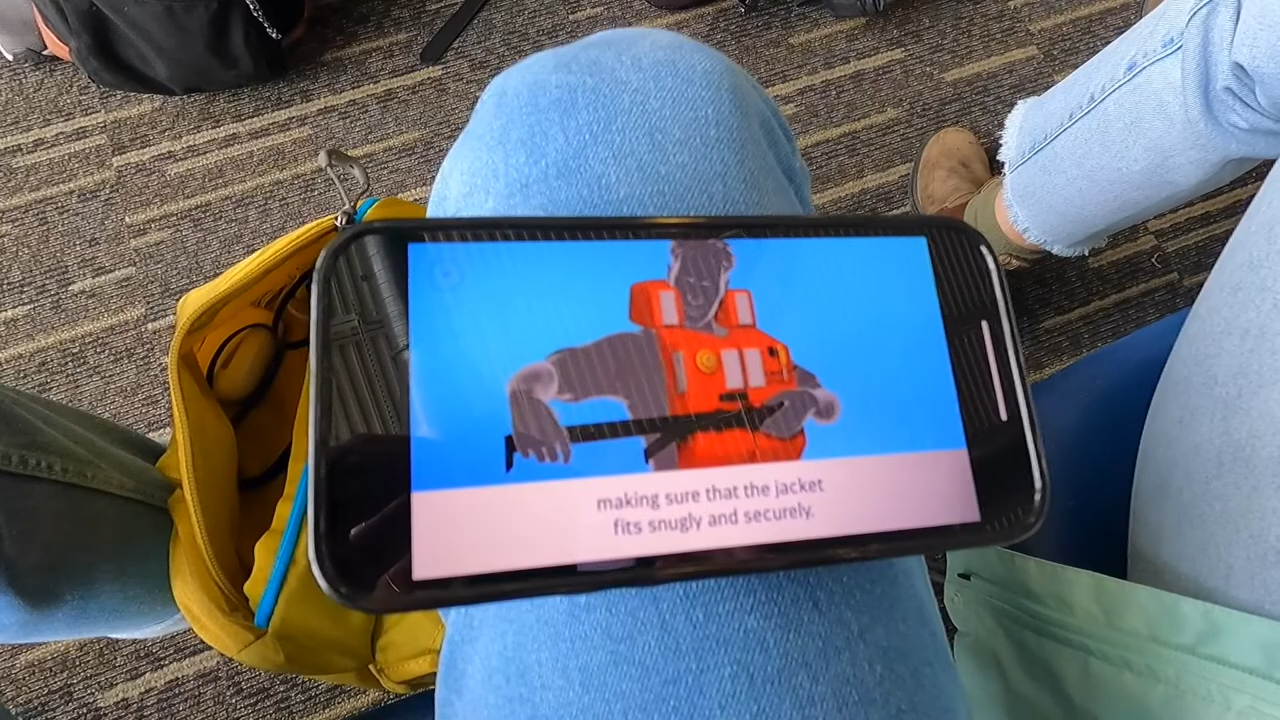 making sure that the jacket
fits snugly and securely.